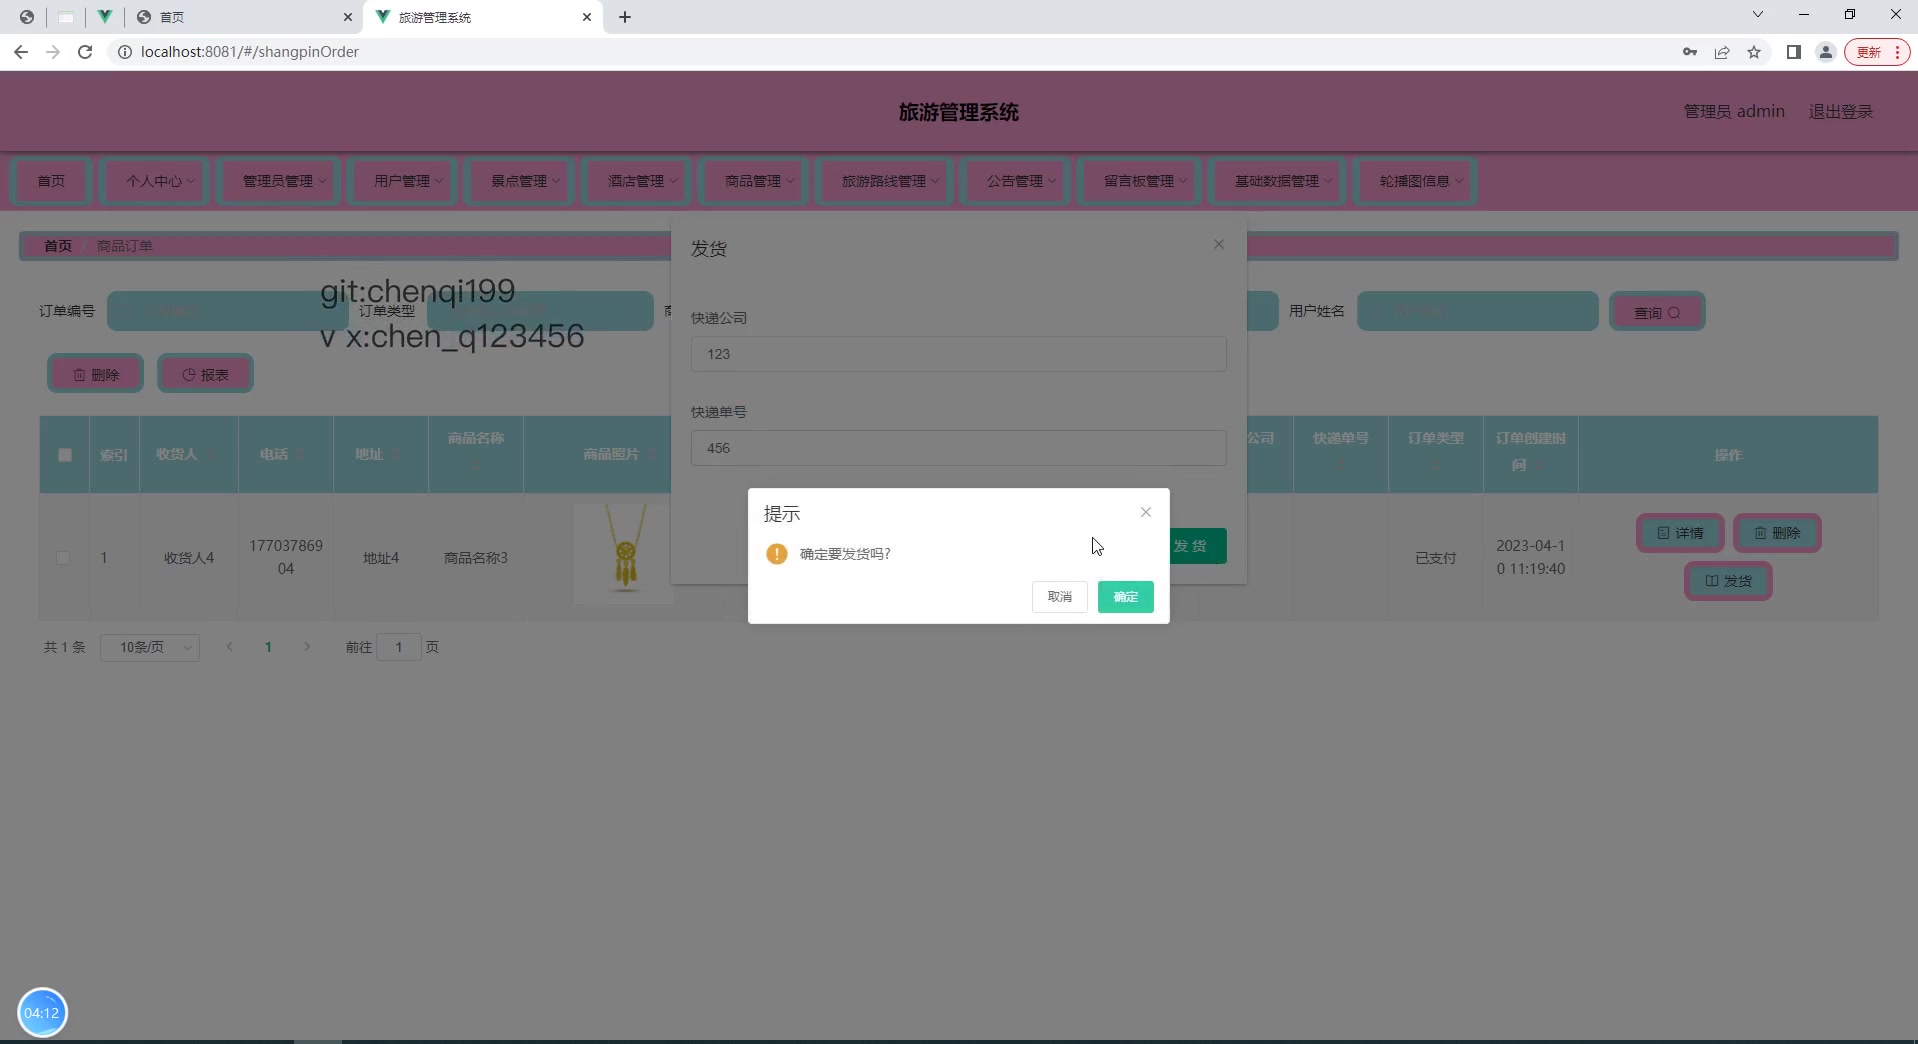 首页
旅游管理系统
localhost:8081/#/shangpinOrder
更新
旅游管理系统
管理员 admin
退出登录
首页
个人中心
管理员管理
用户管理
景点管理
酒店管理
商品管理
旅游路线管理
公告管理
留言板管理
基础数据管理
轮播图信息
首页 / 商品订单
发货
git:chenqi199
v x:chen_q123456
订单编号
订单类型
用户姓名
查询
快递公司
123
删除
报表
快递单号
456
索引
收货人
电话
地址
商品名称
商品照片
公司
快递单号
订单类型
订单创建时
间
操作
1
收货人4
177037869
04
地址4
商品名称3
已支付
2023-04-1
0 11:19:40
详情
删除
发货
发货
提示
确定要发货吗?
取消
确定
共 1 条
10条/页
1
前往
1
页
04:12